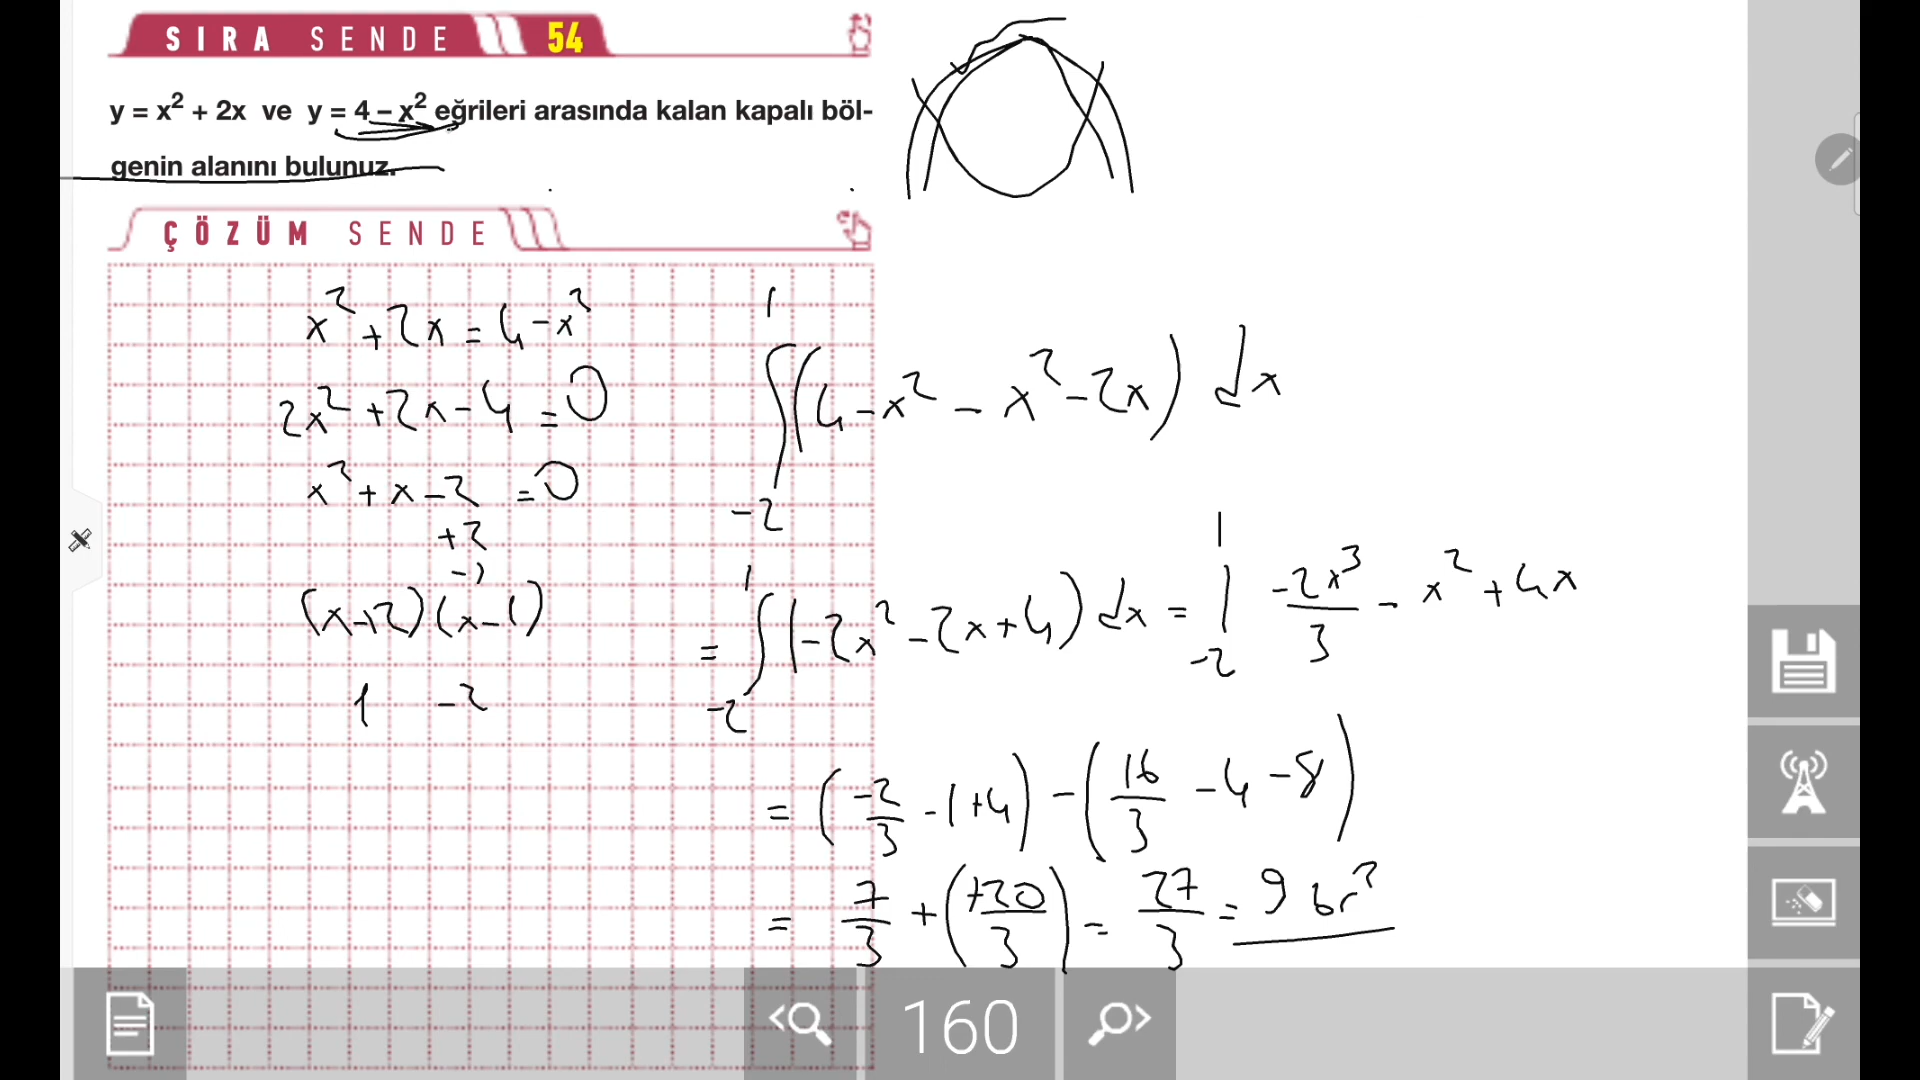 SIRA SENDE 54
y = x² + 2x ve y = 4 – x² eğrileri arasında kalan kapalı böl-
genin alanını bulunuz.
ÇÖZÜM SENDE
x² + 2x = 4 - x²
2x² + 2x - 4 = 0
x² + x - 2 = 0
+2
-1
(x+2)(x-1)
1 -2
1
∫(4 - x² - x² - 2x) dx
-2
1 1
= ∫(-2x² - 2x + 4) dx = | -2x³/3 - x² + 4x
-2 -2
= (-2/3 - 1 + 4) - (16/3 - 4 - 8)
= 7/3 + (+20/3) = 27/3 = 9 br²
160